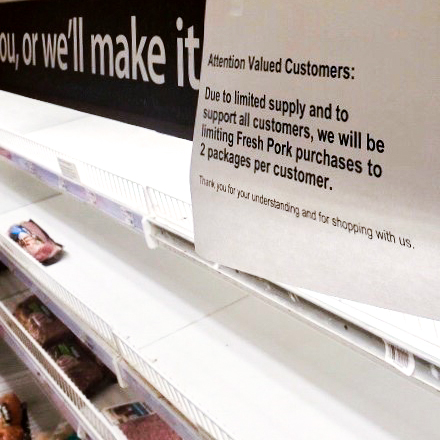 ou, or we'll make it
Attention Valued Customers:
Due to limited supply and to
support all customers, we will be
limiting Fresh Pork purchases to
2 packages per customer.
Thank you for your understanding and for shopping with us.